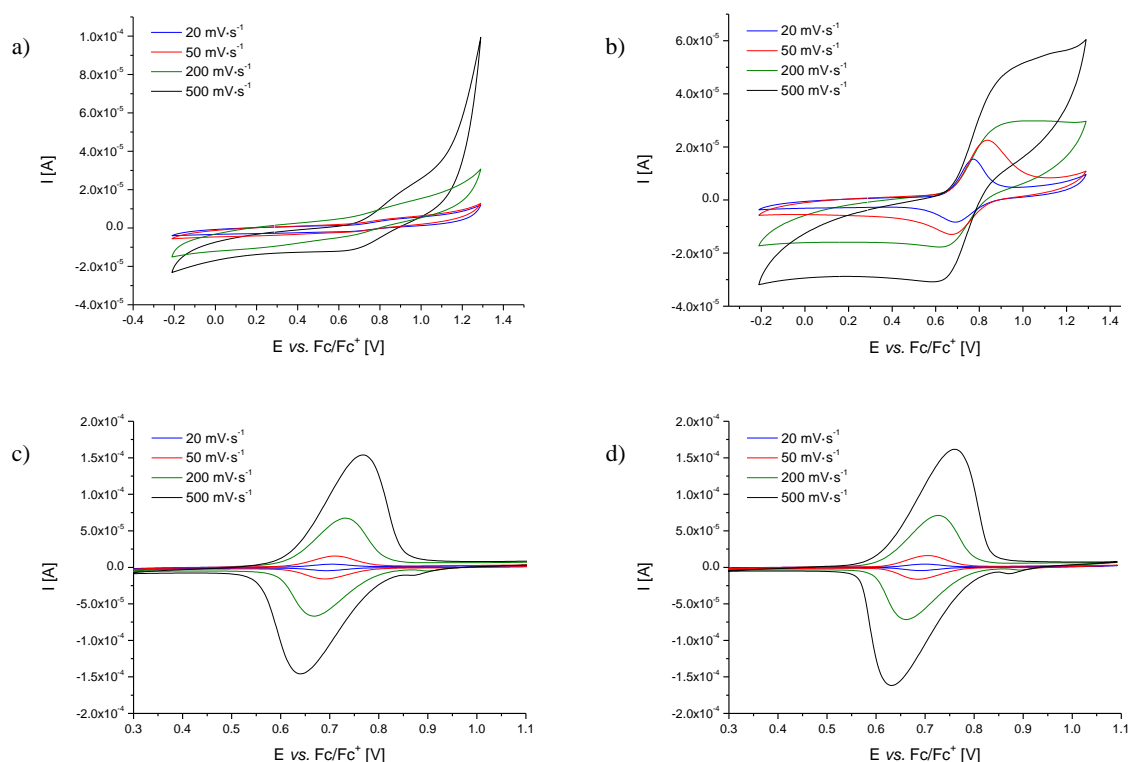 a)
20 mV·s⁻¹
50 mV·s⁻¹
200 mV·s⁻¹
500 mV·s⁻¹
1.0x10⁻⁴
8.0x10⁻⁵
6.0x10⁻⁵
4.0x10⁻⁵
2.0x10⁻⁵
0.0
-2.0x10⁻⁵
-4.0x10⁻⁵
I [A]
-0.4 -0.2 0.0 0.2 0.4 0.6 0.8 1.0 1.2 1.4
E vs. Fc/Fc⁺ [V]
b)
20 mV·s⁻¹
50 mV·s⁻¹
200 mV·s⁻¹
500 mV·s⁻¹
6.0x10⁻⁵
4.0x10⁻⁵
2.0x10⁻⁵
0.0
-2.0x10⁻⁵
-4.0x10⁻⁵
I [A]
-0.2 0.0 0.2 0.4 0.6 0.8 1.0 1.2 1.4
E vs. Fc/Fc⁺ [V]
c)
20 mV·s⁻¹
50 mV·s⁻¹
200 mV·s⁻¹
500 mV·s⁻¹
2.0x10⁻⁴
1.5x10⁻⁴
1.0x10⁻⁴
5.0x10⁻⁵
0.0
-5.0x10⁻⁵
-1.0x10⁻⁴
-1.5x10⁻⁴
-2.0x10⁻⁴
I [A]
0.3 0.4 0.5 0.6 0.7 0.8 0.9 1.0 1.1
E vs. Fc/Fc⁺ [V]
d)
20 mV·s⁻¹
50 mV·s⁻¹
200 mV·s⁻¹
500 mV·s⁻¹
2.0x10⁻⁴
1.5x10⁻⁴
1.0x10⁻⁴
5.0x10⁻⁵
0.0
-5.0x10⁻⁵
-1.0x10⁻⁴
-1.5x10⁻⁴
-2.0x10⁻⁴
I [A]
0.3 0.4 0.5 0.6 0.7 0.8 0.9 1.0 1.1
E vs. Fc/Fc⁺ [V]